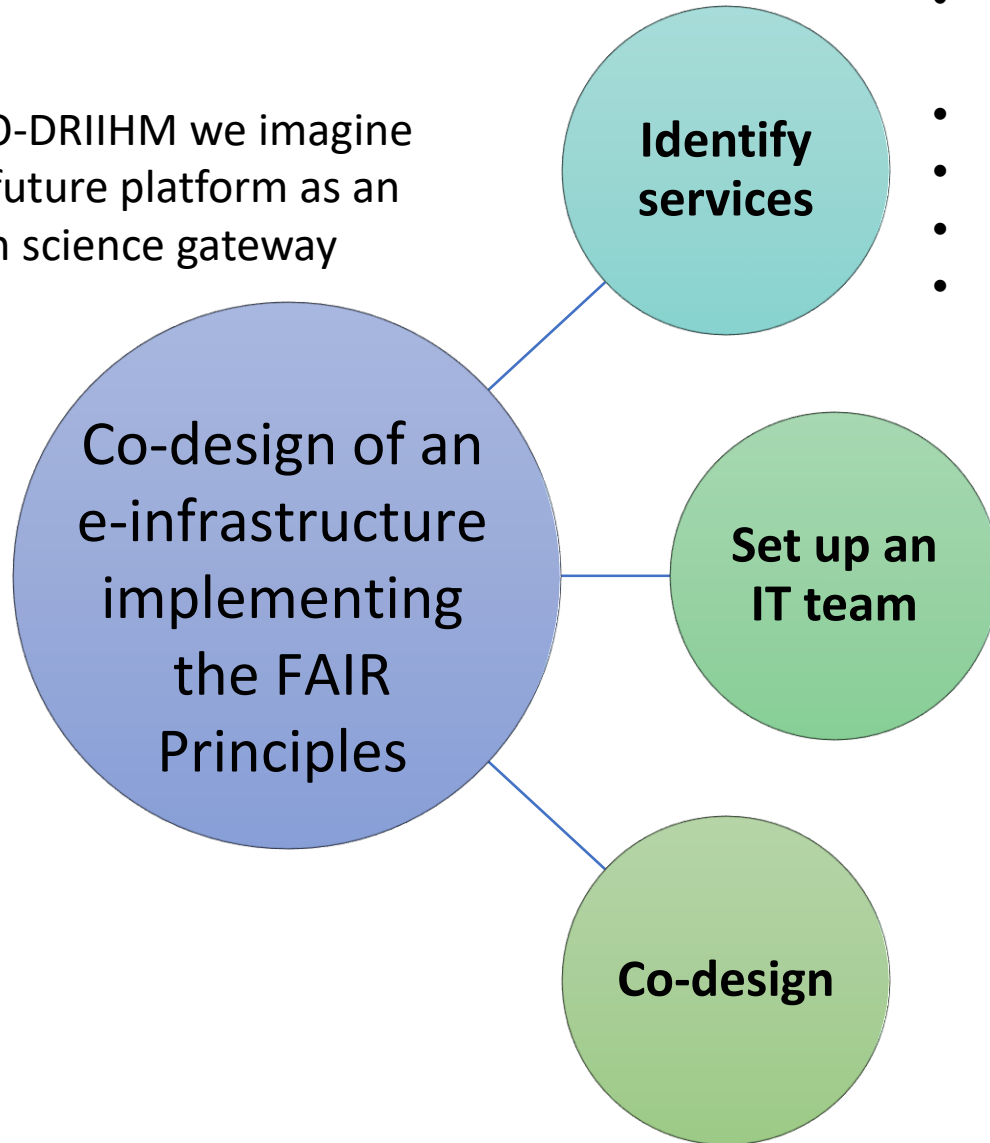 -DRIIHM we imagine
future platform as an
science gateway
Identify
services
Co-design of an
e-infrastructure
implementing
the FAIR
Principles
Set up an
IT team
Co-design